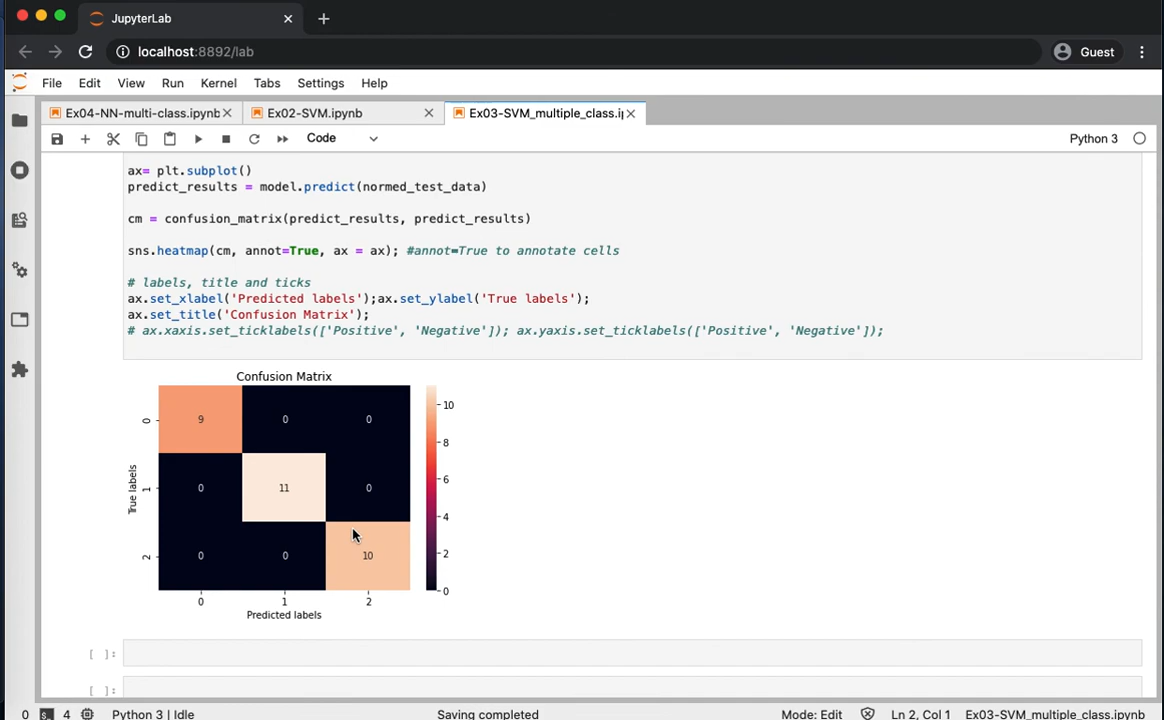 JupyterLab
localhost:8892/lab
Guest
File Edit View Run Kernel Tabs Settings Help
Ex04-NN-multi-class.ipynb Ex02-SVM.ipynb Ex03-SVM_multiple_class.i
Code Python 3
ax= plt.subplot()
predict_results = model.predict(normed_test_data)
cm = confusion_matrix(predict_results, predict_results)
sns.heatmap(cm, annot=True, ax = ax); #annot=True to annotate cells
# labels, title and ticks
ax.set_xlabel('Predicted labels');ax.set_ylabel('True labels');
ax.set_title('Confusion Matrix');
# ax.xaxis.set_ticklabels(['Positive', 'Negative']); ax.yaxis.set_ticklabels(['Positive', 'Negative']);
Confusion Matrix
True labels
0 9 0 0
1 0 11 0
2 0 0 10
0 1 2
Predicted labels
10
8
6
4
2
0
[ ]:
[ ]:
0 4 Python 3 | Idle Saving completed Mode: Edit Ln 2, Col 1 Ex03-SVM_multiple_class.ipynb